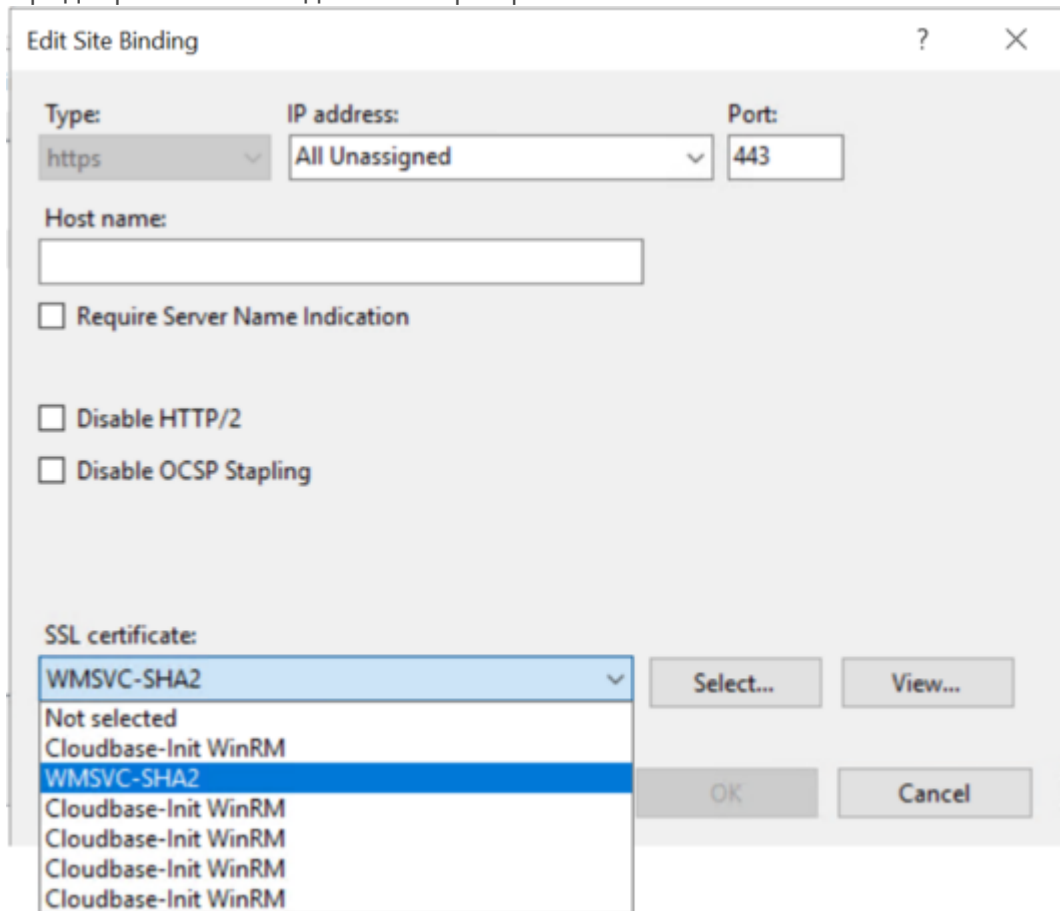 Edit Site Binding ?
Type: IP address: Port:
https All Unassigned 443
Host name:
Require Server Name Indication
Disable HTTP/2
Disable OCSP Stapling
SSL certificate:
WMSVC-SHA2 Select... View...
Not selected
Cloudbase-Init WinRM
WMSVC-SHA2
OK Cancel
Cloudbase-Init WinRM
Cloudbase-Init WinRM
Cloudbase-Init WinRM
Cloudbase-Init WinRM